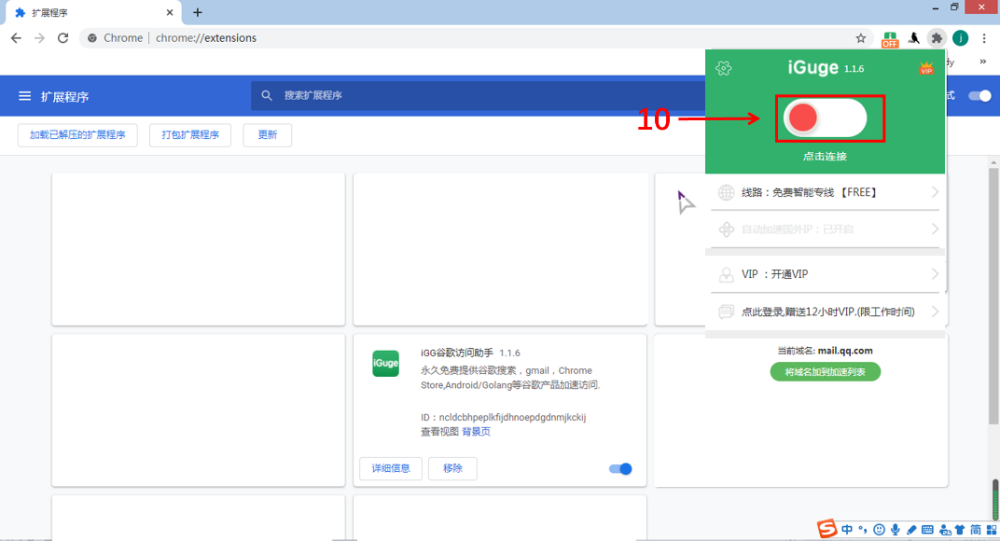 扩展程序
Chrome | chrome://extensions
OFF
j
扩展程序
搜索扩展程序
式
加载已解压的扩展程序
打包扩展程序
更新
iGuge 1.1.6
VIP
10
点击连接
线路：免费智能专线 【FREE】
自动加速国外IP：已开启
VIP ：开通VIP
点此登录,赠送12小时VIP.(限工作时间)
当前域名: mail.qq.com
将域名加到加速列表
iGuge
iGG谷歌访问助手 1.1.6
永久免费提供谷歌搜索，gmail，Chrome
Store,Android/Golang等谷歌产品加速访问.
ID：ncldcbhpeplkfijdhnoepdgdnmjkckij
查看视图 背景页
详细信息
移除
S 中 简